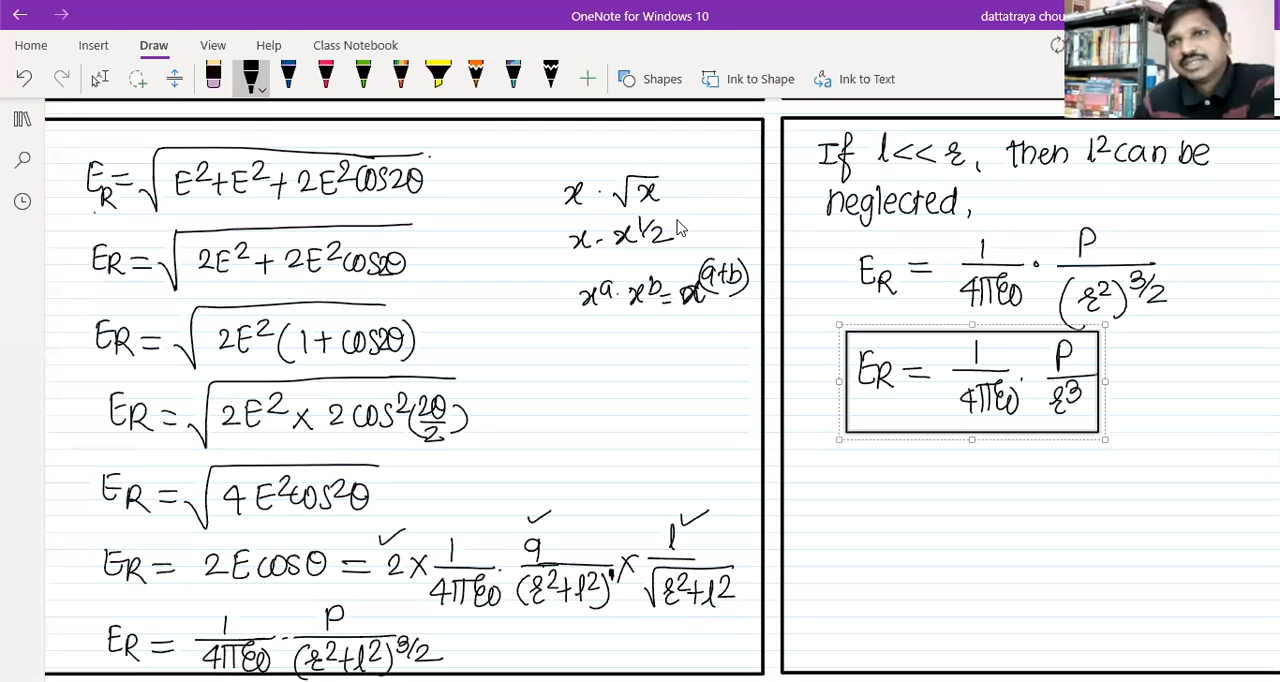 OneNote for Windows 10
dattatraya chou
Home Insert Draw View Help Class Notebook
Shapes Ink to Shape Ink to Text
E_R = √(E² + E² + 2E² cos2θ)
E_R = √(2E² + 2E² cos2θ)
E_R = √(2E² (1 + cos2θ))
E_R = √(2E² × 2 cos² (2θ/2))
E_R = √(4E² cos²θ)
E_R = 2E cosθ = 2 × 1/4πε₀ · q/(r² + l²)¹ × l/√(r² + l²)
E_R = 1/4πε₀ · P/(r² + l²)^3/2
x · √x
x · x^1/2
x^a · x^b = x^(a+b)
If l << r, then l² can be
neglected,
E_R = 1/4πε₀ · P/(r²)^3/2
E_R = 1/4πε₀ · P/r³